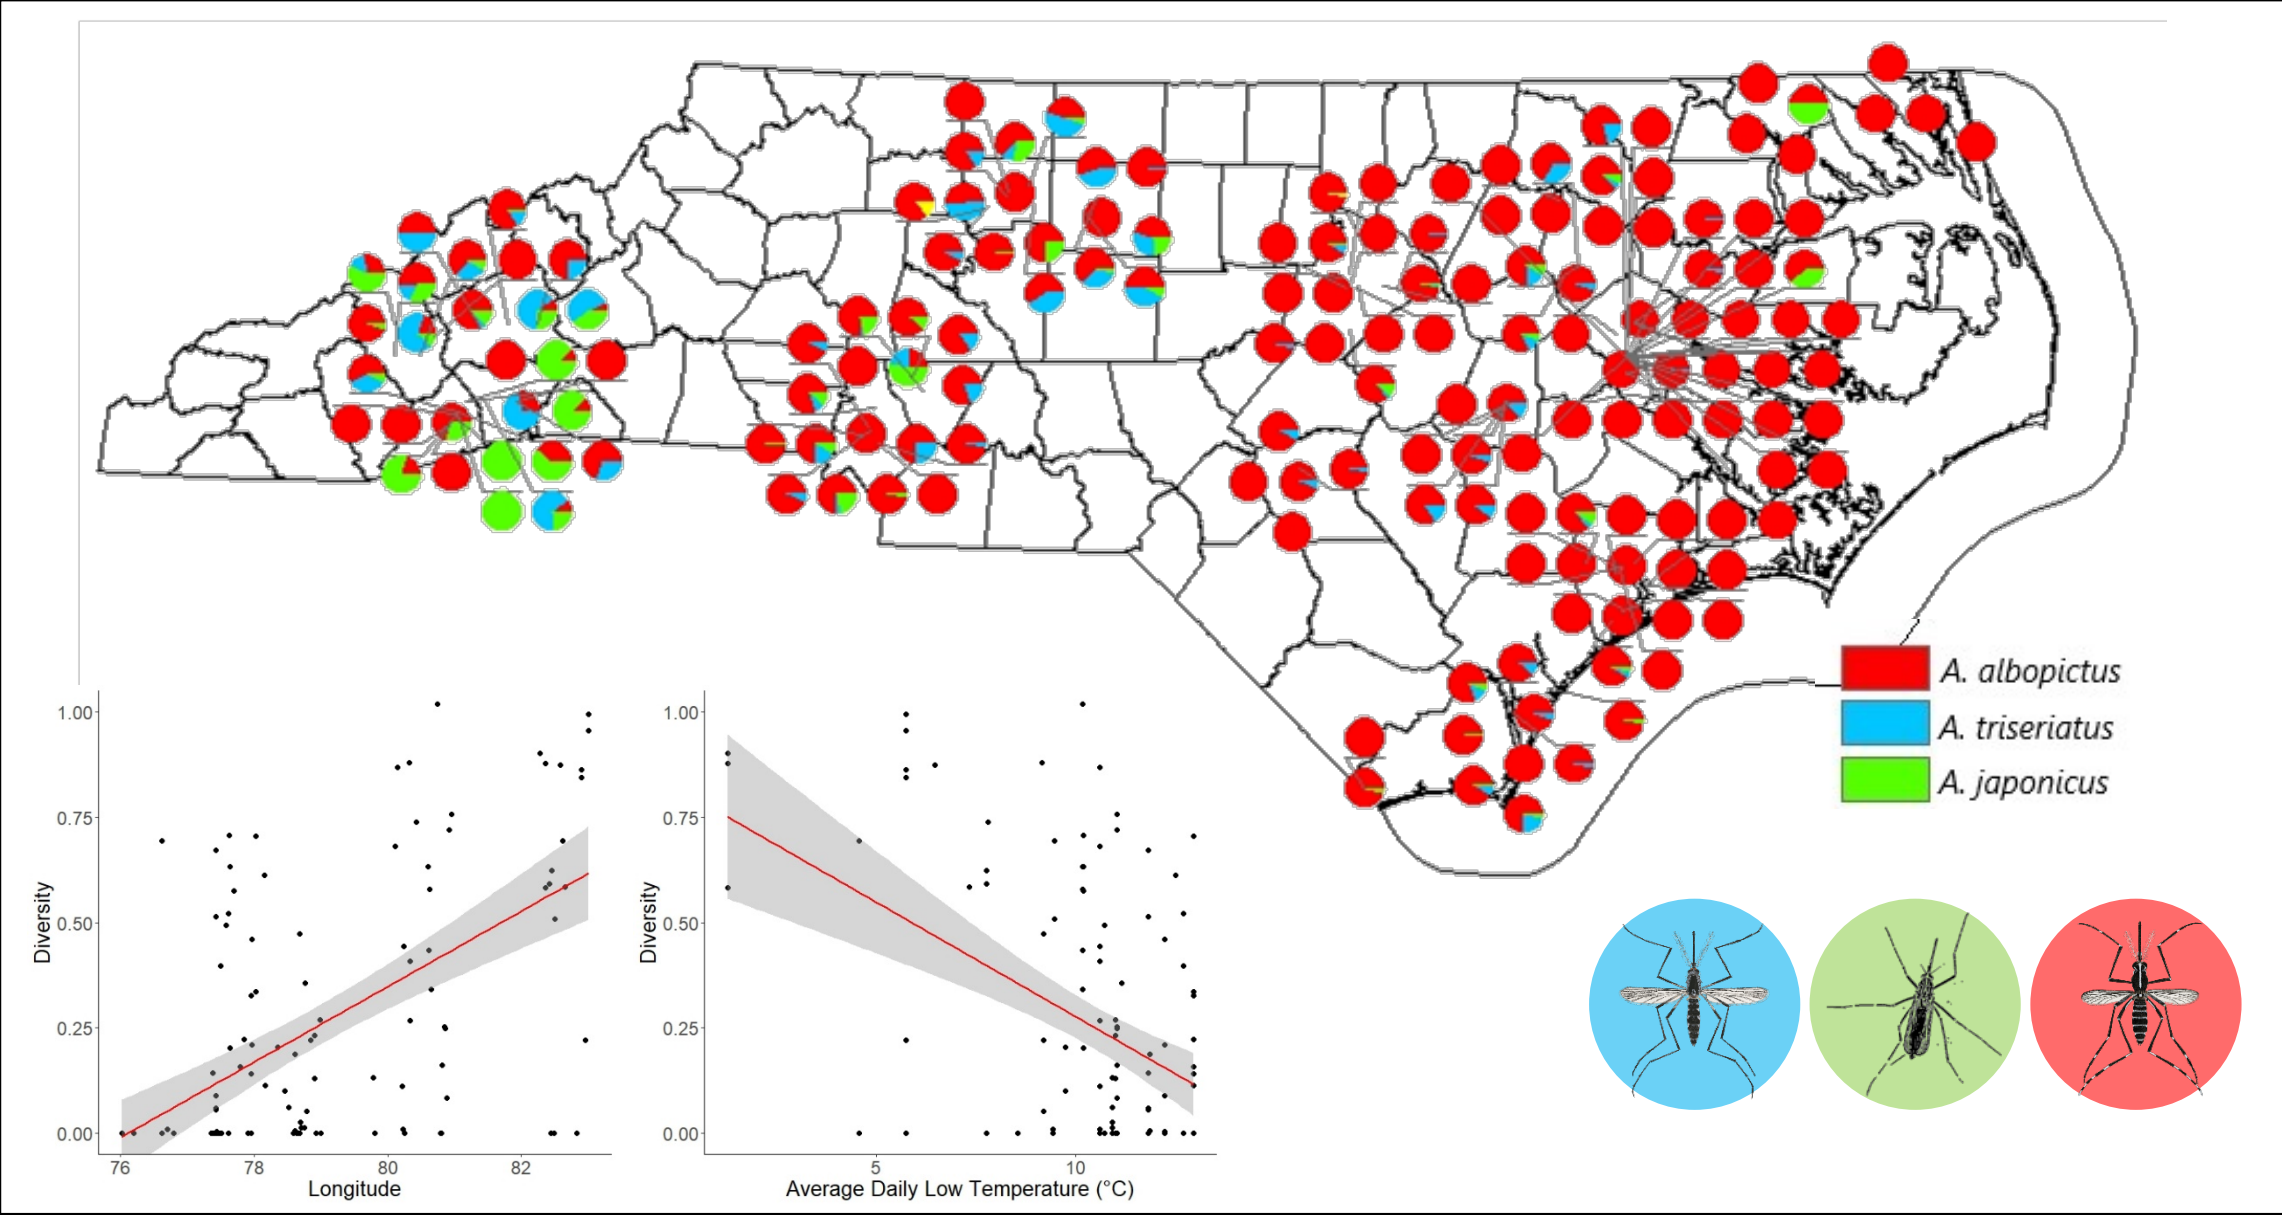 A. albopictus
A. triseriatus
A. japonicus
1.00
0.75
0.50
0.25
0.00
Diversity
76 78 80 82
Longitude
1.00
0.75
0.50
0.25
0.00
Diversity
5 10
Average Daily Low Temperature (°C)